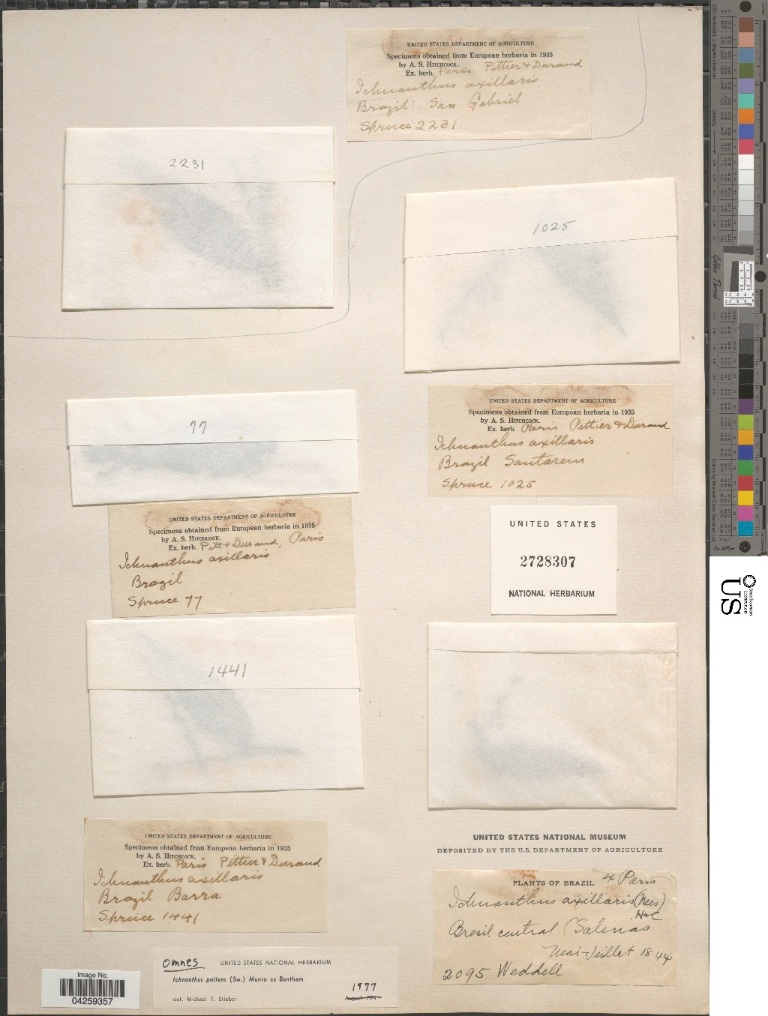 UNITED STATES DEPARTMENT OF AGRICULTURE
Specimens obtained from European herbaria in 1935
by A. S. HITCHCOCK.
Ex. herb. Paris Pettier & Durand
Ichnanthus axillaris
Brazil: San Gabriel
Spruce 2231
2231
1025
UNITED STATES DEPARTMENT OF AGRICULTURE
Specimens obtained from European herbaria in 1935
by A. S. HITCHCOCK.
Ex. herb. Paris Pettier & Durand
Ichnanthus axillaris
Brazil Santarem
Spruce 1025
77
UNITED STATES DEPARTMENT OF AGRICULTURE
Specimens obtained from European herbaria in 1935
by A. S. HITCHCOCK.
Ex. herb. Pitt & Durand, Paris
Ichnanthus axillaris
Brazil
Spruce 77
UNITED STATES
2728307
NATIONAL HERBARIUM
1441
UNITED STATES DEPARTMENT OF AGRICULTURE
Specimens obtained from European herbaria in 1935
by A. S. HITCHCOCK.
Ex. herb. Paris Pettier & Durand
Ichnanthus axillaris
Brazil Barra
Spruce 1441
UNITED STATES NATIONAL MUSEUM
DEPOSITED BY THE U.S. DEPARTMENT OF AGRICULTURE
PLANTS OF BRAZIL ex Paris
Ichnanthus axillaris (Nees)
H&C
Bresil central (Salinas
Mai-Juillet 1844
2095 Weddell
omnes UNITED STATES NATIONAL HERBARIUM
Ichnanthus pallens (Sw.) Munro ex Bentham
det. Michael T. Stieber
1977
Image No.
04259357
US